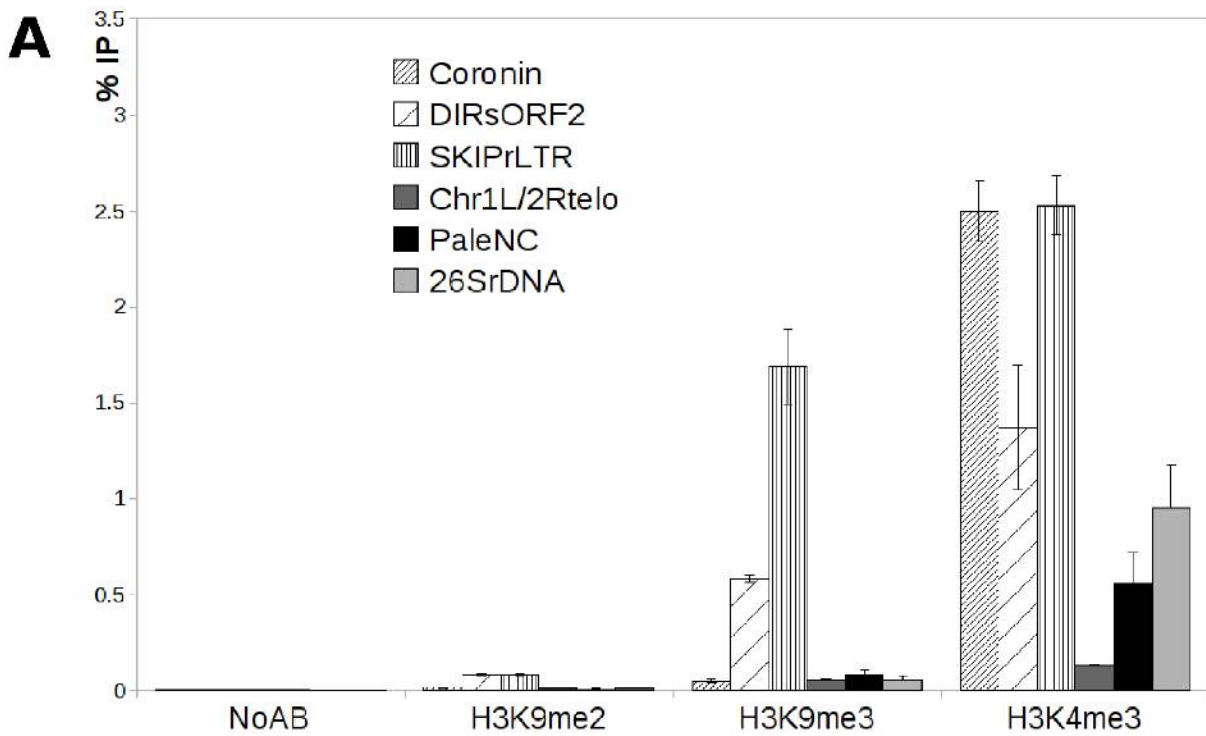 A
% IP
3.5
3
2.5
2
1.5
1
0.5
0
Coronin
DIRsORF2
SKIPrLTR
Chr1L/2Rtelo
PaleNC
26SrDNA
NoAB
H3K9me2
H3K9me3
H3K4me3